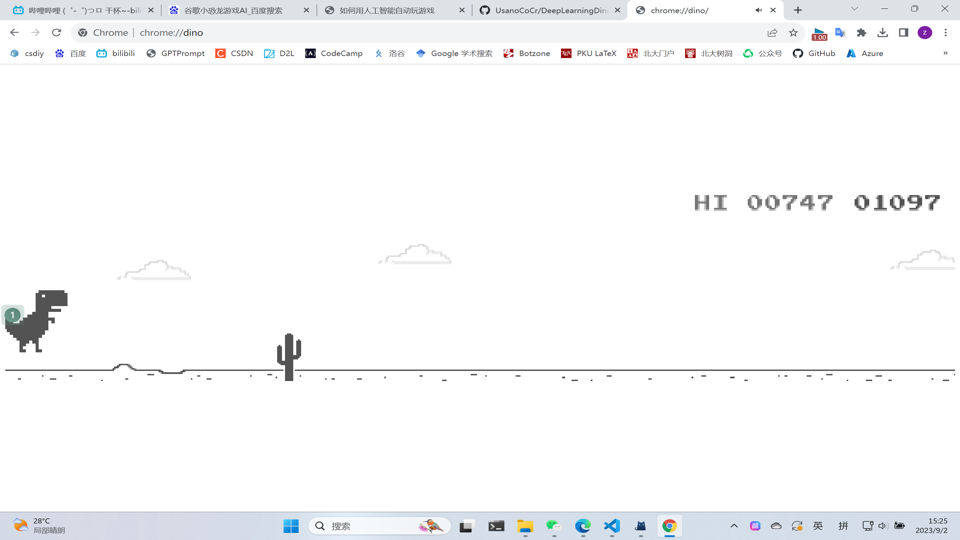 哔哩哔哩 (゜-゜)つロ 干杯~-bili
谷歌小恐龙游戏AI_百度搜索
如何用人工智能自动玩游戏
UsanoCoCr/DeepLearningDin
chrome://dino/
Chrome | chrome://dino
1.00
z
csdiy
百度
bilibili
GPTPrompt
CSDN
D2L
CodeCamp
洛谷
Google 学术搜索
Botzone
PKU LaTeX
北大门户
北大树洞
公众号
GitHub
Azure
»
HI 00747 01097
1
28°C
局部晴朗
搜索
英
拼
15:25
2023/9/2